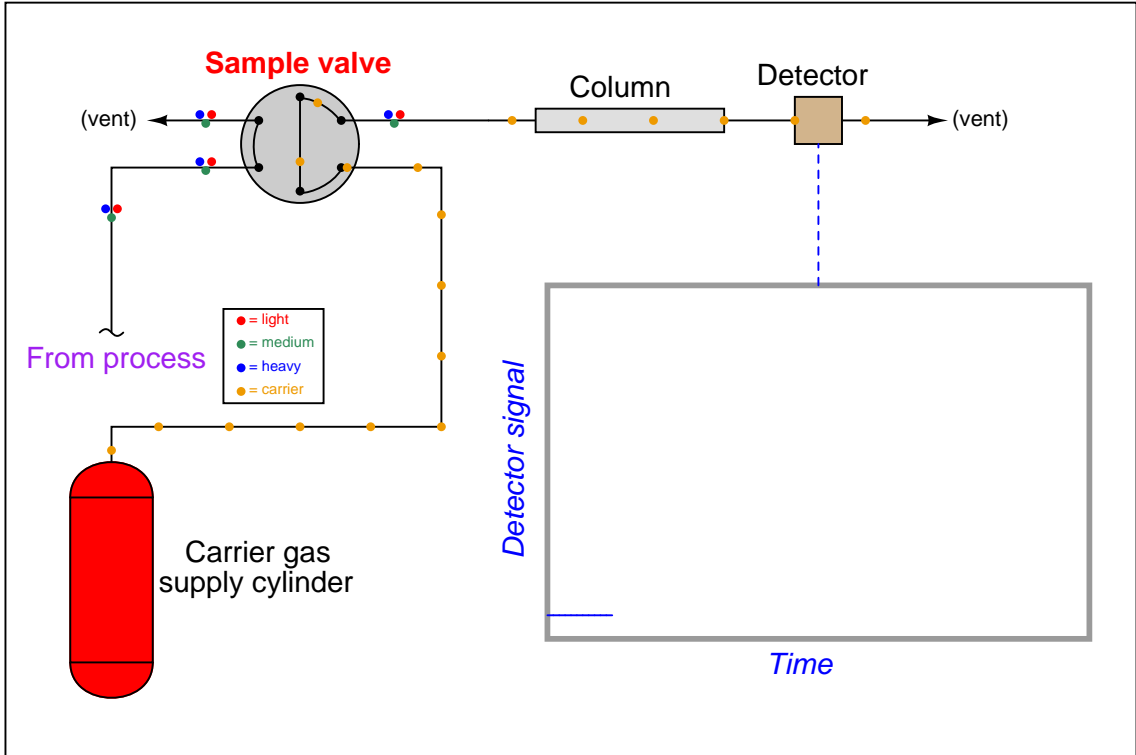 Sample valve
Column
Detector
(vent)
(vent)
From process
= light
= medium
= heavy
= carrier
Detector signal
Carrier gas
supply cylinder
Time